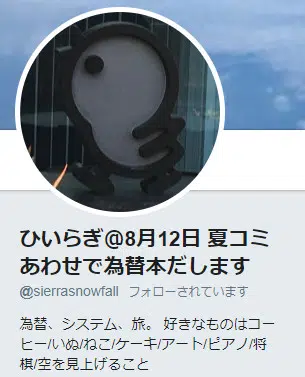 ひいらぎ@8月12日 夏コミ
あわせで為替本だします
@sierrasnowfall フォローされています
為替、システム、旅。 好きなものはコー
ヒー/いぬ/ねこ/ケーキ/アート/ピアノ/将
棋/空を見上げること